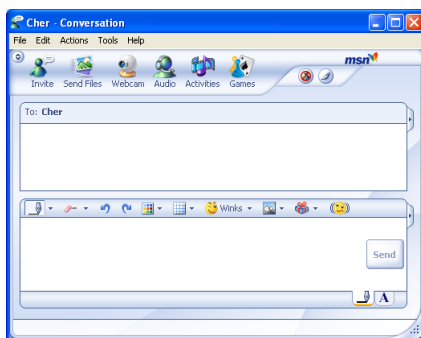 Cher - Conversation
File Edit Actions Tools Help
msn
Invite Send Files Webcam Audio Activities Games
To: Cher
Winks
Send
A